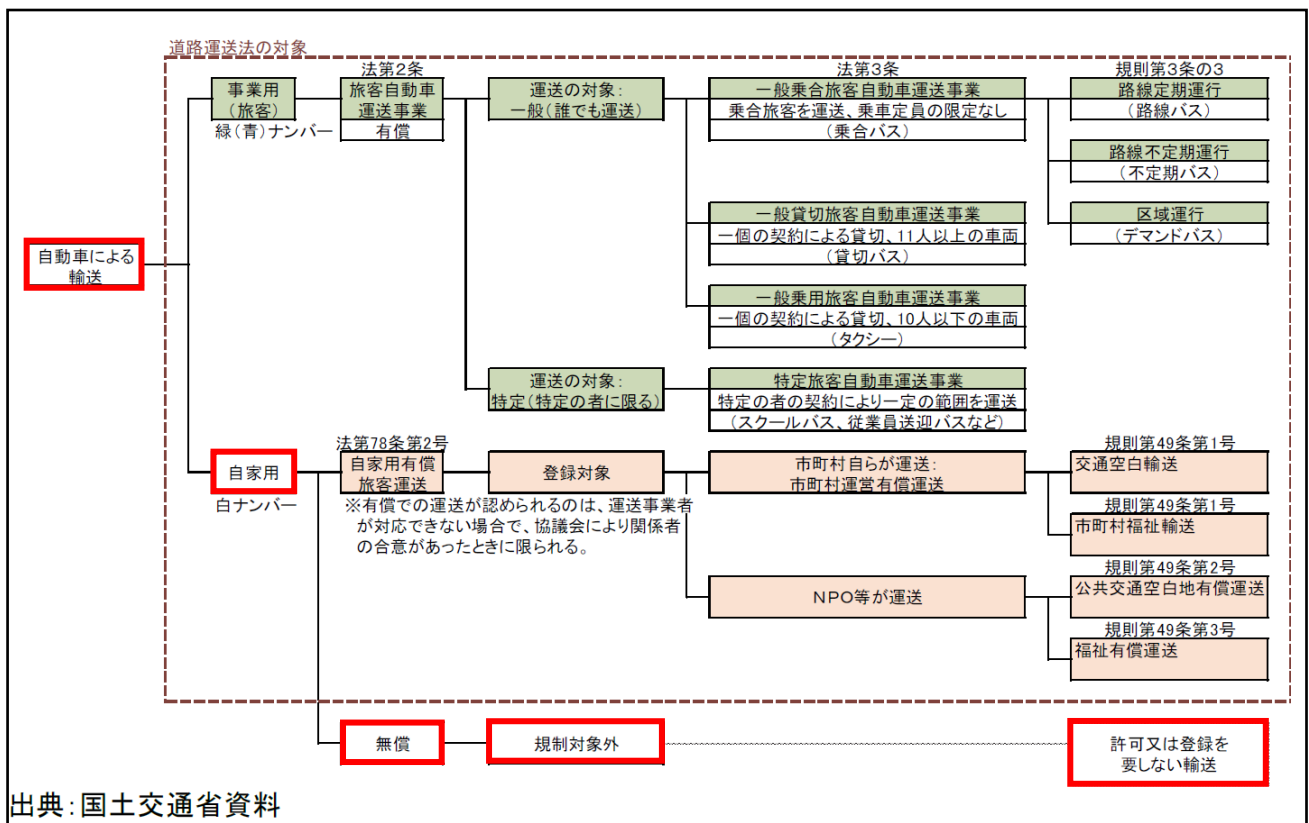 道路運送法の対象
自動車による
輸送
事業用
(旅客)
緑(青)ナンバー
法第2条
旅客自動車
運送事業
有償
運送の対象:
一般(誰でも運送)
法第3条
一般乗合旅客自動車運送事業
乗合旅客を運送、乗車定員の限定なし
(乗合バス)
規則第3条の3
路線定期運行
(路線バス)
路線不定期運行
(不定期バス)
区域運行
(デマンドバス)
一般貸切旅客自動車運送事業
一個の契約による貸切、11人以上の車両
(貸切バス)
一般乗用旅客自動車運送事業
一個の契約による貸切、10人以下の車両
(タクシー)
運送の対象:
特定(特定の者に限る)
特定旅客自動車運送事業
特定の者の契約により一定の範囲を運送
(スクールバス、従業員送迎バスなど)
自家用
白ナンバー
法第78条第2号
自家用有償
旅客運送
登録対象
※有償での運送が認められるのは、運送事業者
が対応できない場合で、協議会により関係者
の合意があったときに限られる。
市町村自らが運送:
市町村運営有償運送
規則第49条第1号
交通空白輸送
規則第49条第1号
市町村福祉輸送
NPO等が運送
規則第49条第2号
公共交通空白地有償運送
規則第49条第3号
福祉有償運送
無償
規制対象外
許可又は登録を
要しない輸送
出典:国土交通省資料